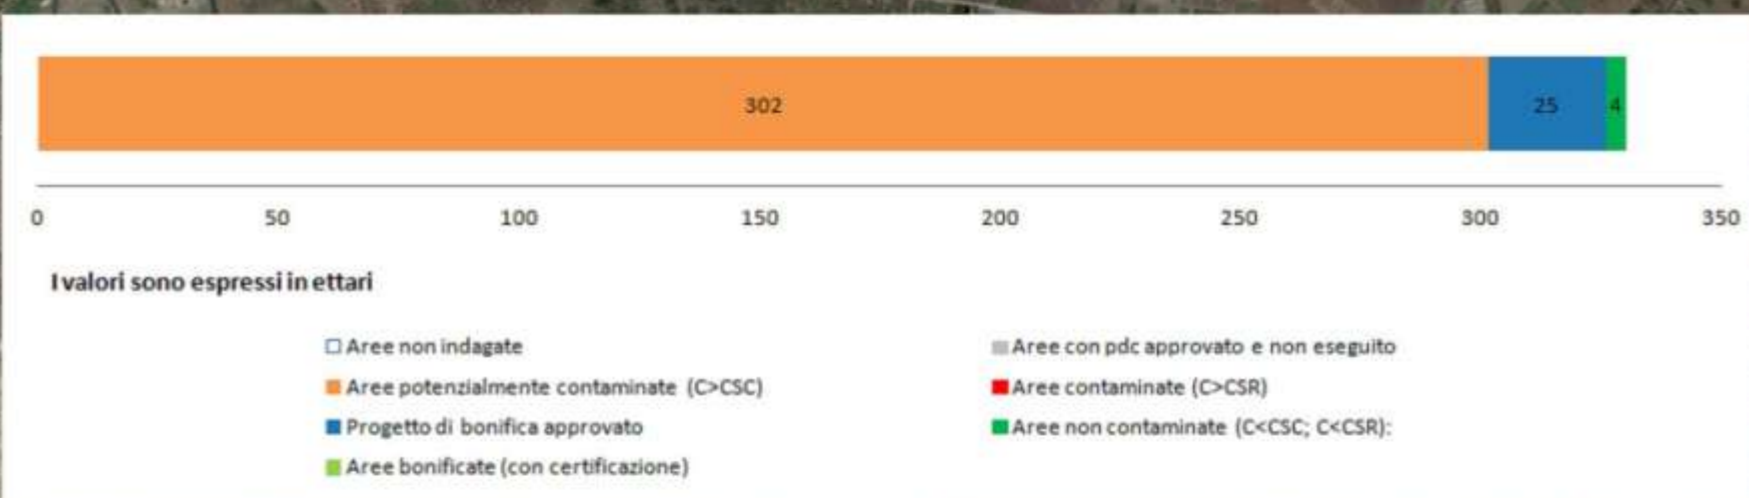 302 25 4
0 50 100 150 200 250 300 350
I valori sono espressi in ettari
Aree non indagate Aree con pdc approvato e non eseguito
Aree potenzialmente contaminate (C>CSC) Aree contaminate (C>CSR)
Progetto di bonifica approvato Aree non contaminate (C<CSC; C<CSR):
Aree bonificate (con certificazione)